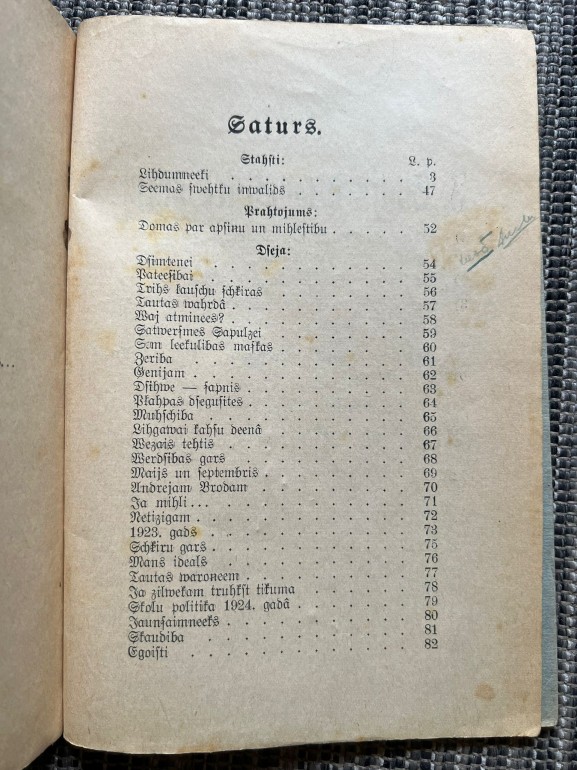 Saturs.
Stahsti: L. p.
Lihdumneeki . . . . . . . . . 3
Seemas swehtku inwalids . . . . . . . . 47
Prahtojums:
Domas par apsinu un mihlestibu . . . . . 52
Dseja:
Dsimtenei . . . . . . . . . . 54
Pateesibai . . . . . . . . . . 55
Trihs lauschu schkiras . . . . . . . . 56
Tautas wahrdâ . . . . . . . . . 57
Waj atminees? . . . . . . . . . 58
Satwersmes Sapulzei . . . . . . . . 59
Sem leekulibas maskas . . . . . . . . 60
Zeriba . . . . . . . . . . . 61
Genijam . . . . . . . . . . . 62
Dsihwe — sapnis . . . . . . . . . 63
Pkahpas dsegusites . . . . . . . . . 64
Muhschiba . . . . . . . . . . 65
Lihgawai kahsu deenâ . . . . . . . . 66
Wezais tehtis . . . . . . . . . . 67
Werdsibas gars . . . . . . . . . 68
Maijs un septembris . . . . . . . . 69
Andrejam Brodam . . . . . . . . 70
Ja mihli . . . . . . . . . . . 71
Netizigam . . . . . . . . . . . 72
1923. gads . . . . . . . . . . 73
Schkiru gars . . . . . . . . . . 75
Mans ideals . . . . . . . . . . 76
Tautas waroneem . . . . . . . . . 77
Ja zilwekam truhkst tikuma . . . . . . . 78
Skolu politika 1924. gadâ . . . . . . . 79
Jaunsaimneeks . . . . . . . . . 80
Skaudiba . . . . . . . . . . 81
Egoisti . . . . . . . . . . . 82